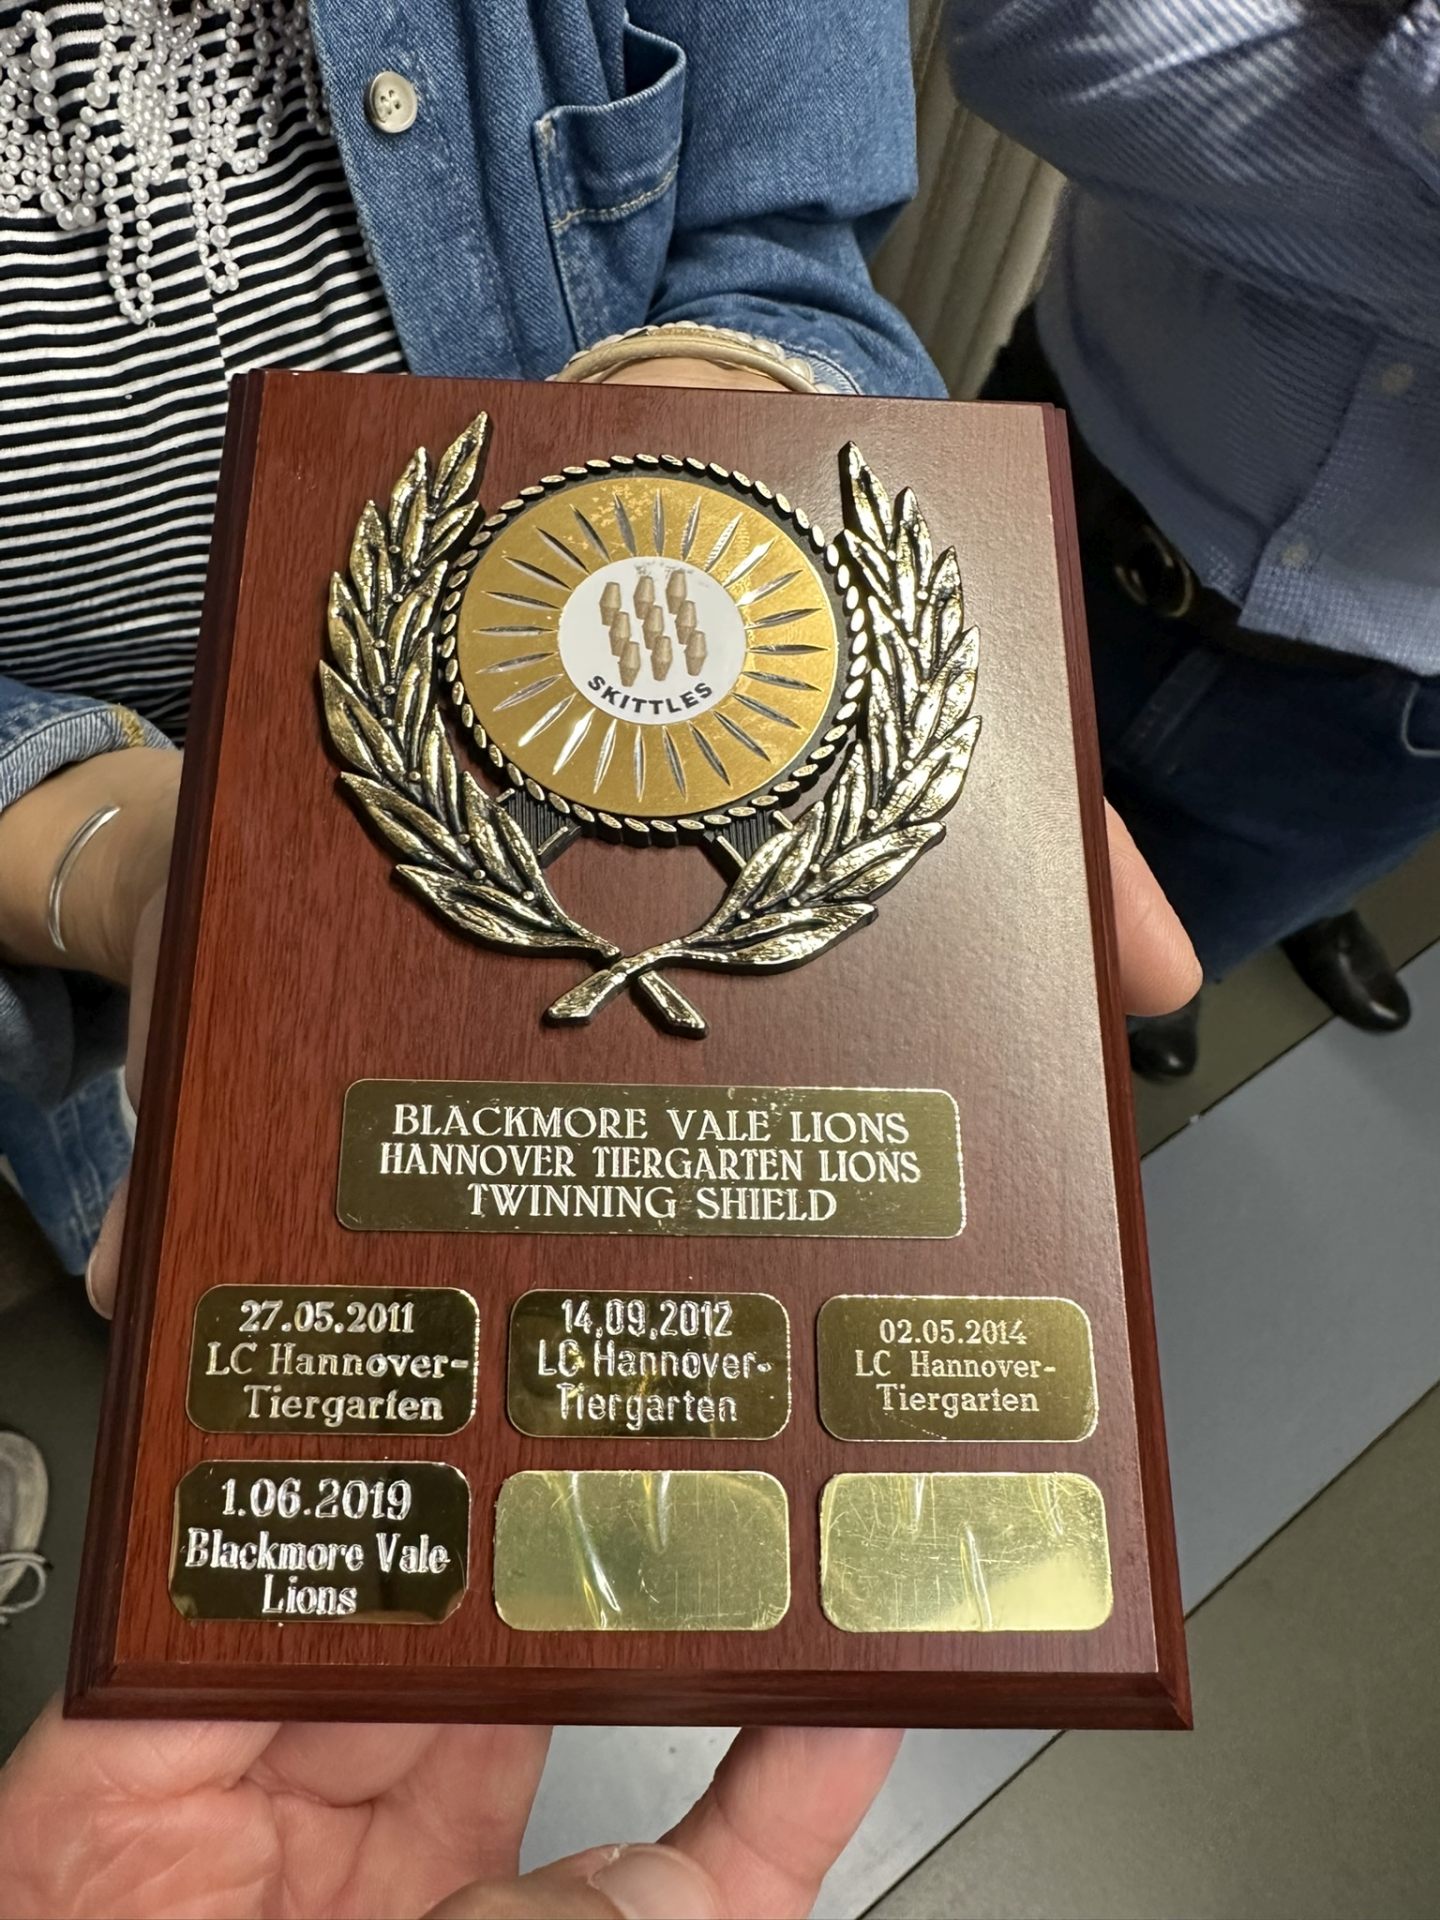 SKITTLES
BLACKMORE VALE LIONS
HANNOVER TIERGARTEN LIONS
TWINNING SHIELD
27.05.2011
LC Hannover-
Tiergarten
14.09.2012
LC Hannover-
Tiergarten
02.05.2014
LC Hannover-
Tiergarten
1.06.2019
Blackmore Vale
Lions